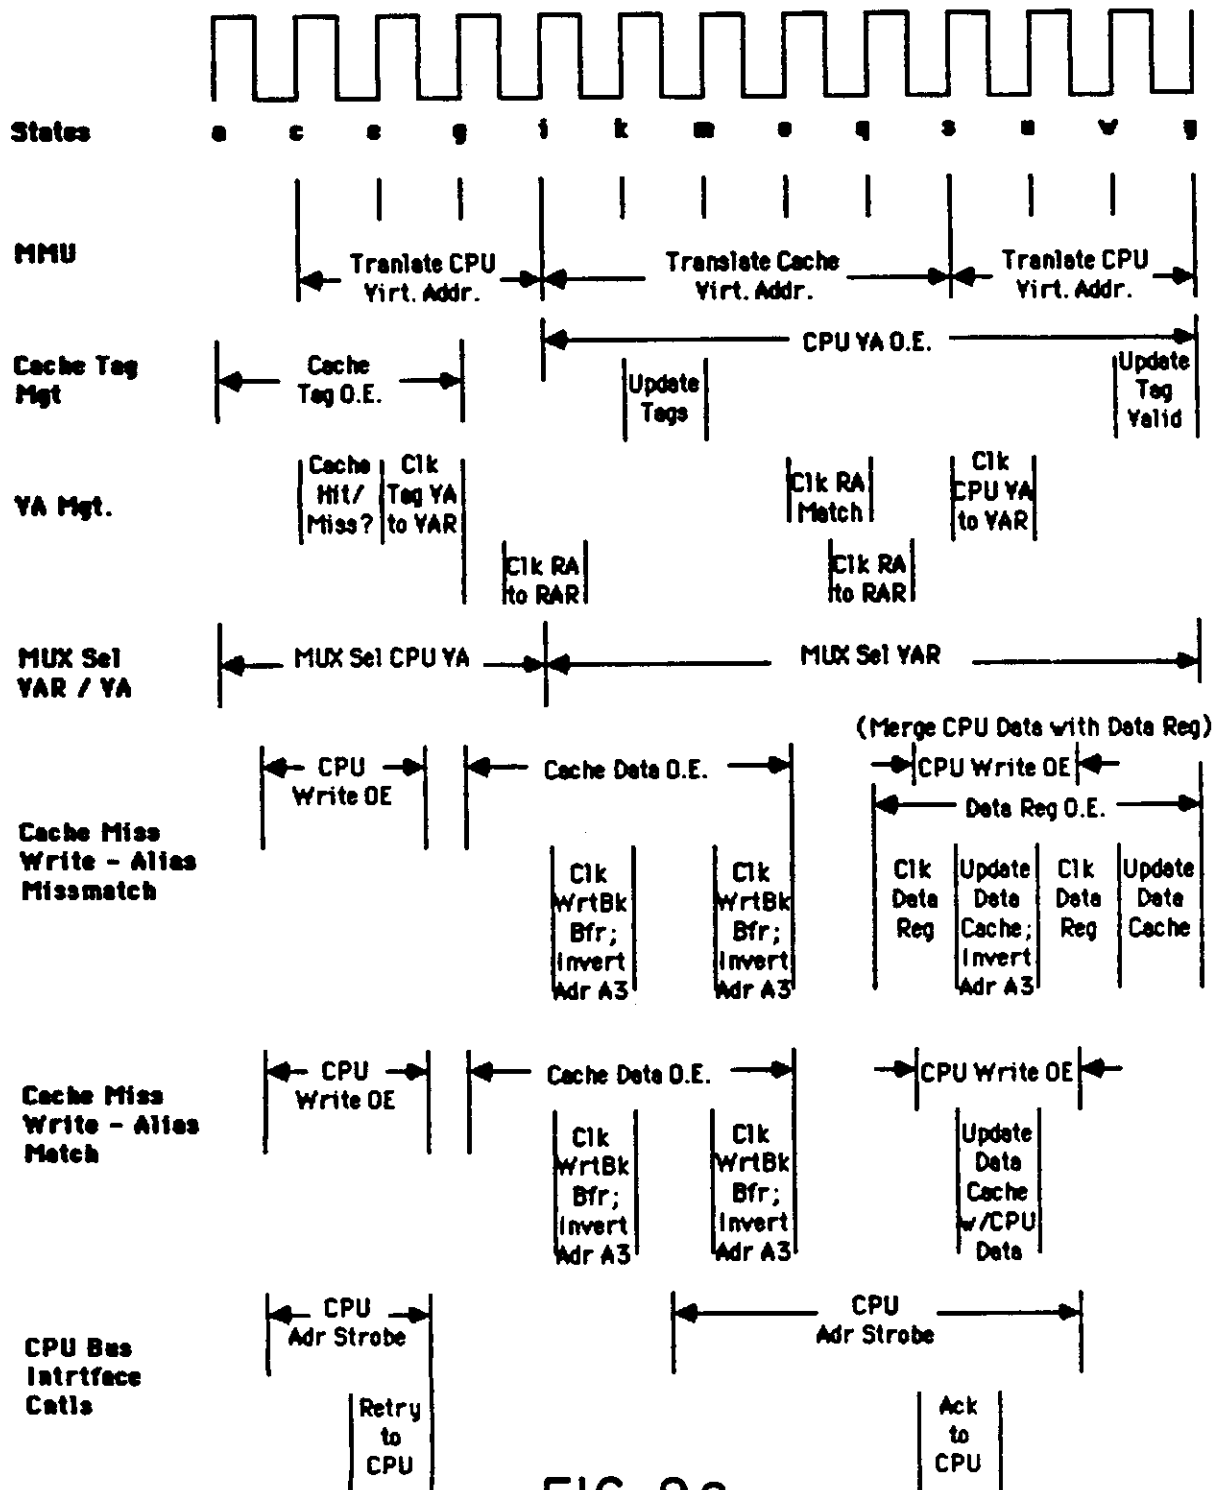 States a c e g i k m o q s u w y
MMU
Tranlate CPU
Virt. Addr.
Translate Cache
Virt. Addr.
Tranlate CPU
Virt. Addr.
CPU VA O.E.
Cache Tag
Mgt
Cache
Tag O.E.
Update
Tags
Update
Tag
Valid
VA Mgt.
Cache
Hit/
Miss?
Clk
Tag VA
to VAR
Clk RA
Match
Clk
CPU VA
to VAR
Clk RA
to RAR
Clk RA
to RAR
MUX Sel
VAR / VA
MUX Sel CPU VA
MUX Sel VAR
(Merge CPU Data with Data Reg)
CPU
Write OE
Cache Data O.E.
CPU Write OE
Data Reg O.E.
Cache Miss
Write - Alias
Missmatch
Clk
WrtBk
Bfr;
Invert
Adr A3
Clk
WrtBk
Bfr;
Invert
Adr A3
Clk
Data
Reg
Update
Data
Cache;
Invert
Adr A3
Clk
Data
Reg
Update
Data
Cache
Cache Miss
Write - Alias
Match
CPU
Write OE
Cache Data O.E.
CPU Write OE
Clk
WrtBk
Bfr;
Invert
Adr A3
Clk
WrtBk
Bfr;
Invert
Adr A3
Update
Data
Cache
w/CPU
Data
CPU Bus
Intrtface
Cntls
CPU
Adr Strobe
CPU
Adr Strobe
Retry
to
CPU
Ack
to
CPU